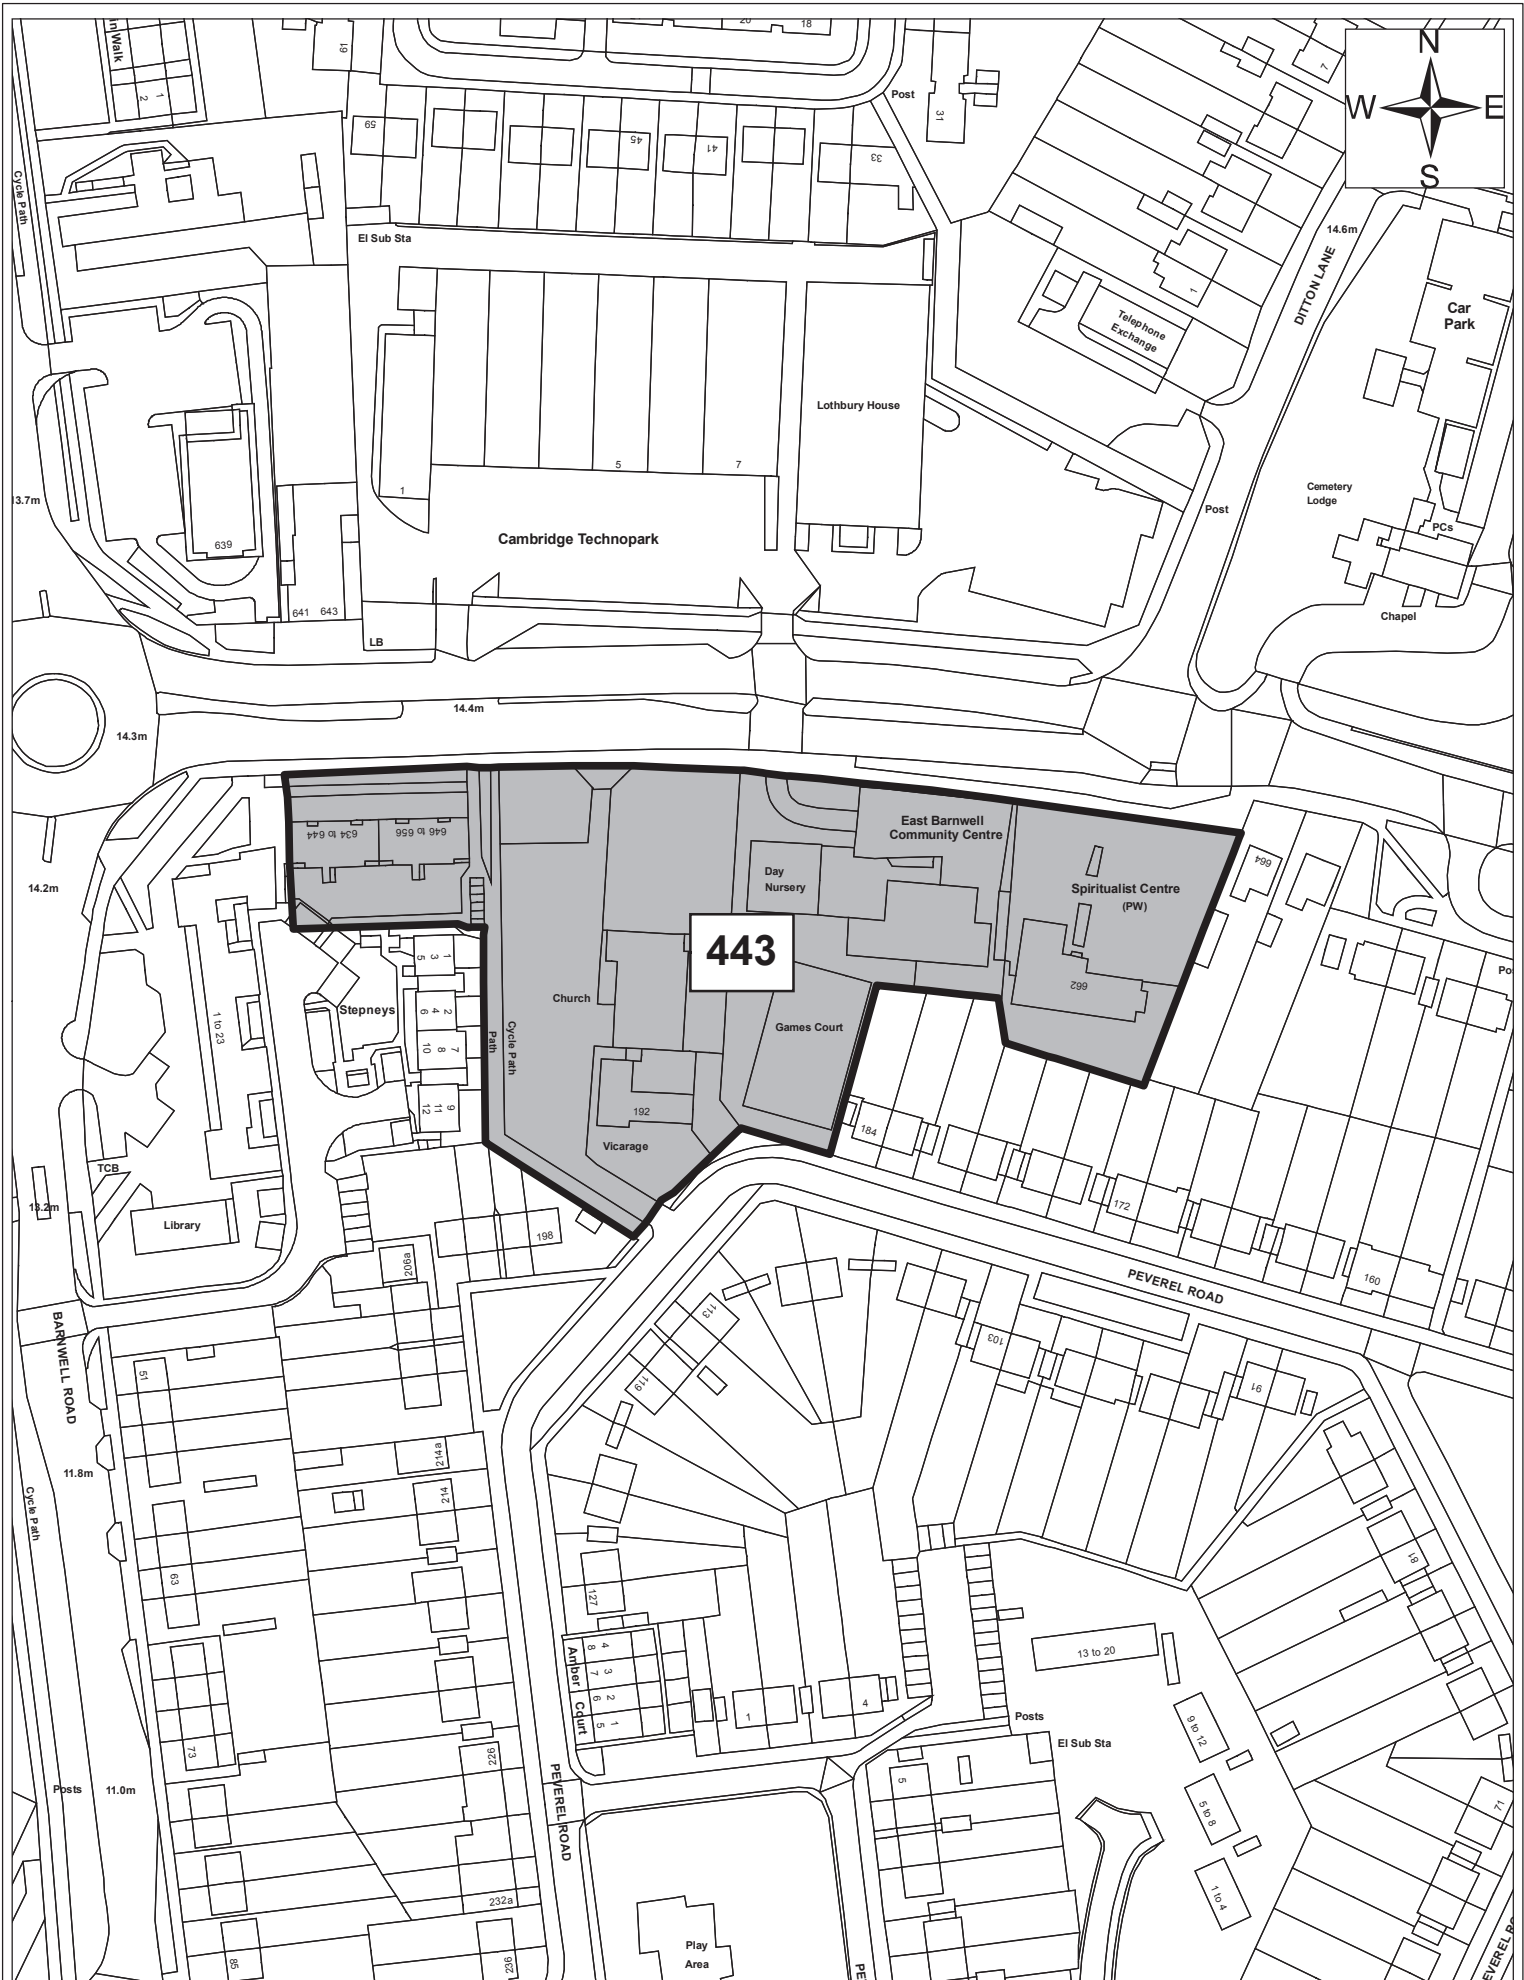 in Walk
2
1
61
20
18
7
N
W
E
S
Post
31
59
45
41
33
Cycle Path
El Sub Sta
14.6m
DITTON LANE
1
Telephone
Exchange
Car
Park
Lothbury House
5
7
1
13.7m
Cemetery
Lodge
Post
PCs
639
Cambridge Technopark
641
643
LB
Chapel
14.4m
14.3m
634 to 644
646 to 656
East Barnwell
Community Centre
664
14.2m
Day
Nursery
Spiritualist Centre
(PW)
443
1
3
5
Stepneys
2
4
6
7
8
10
9
11
12
1 to 23
Church
Path
Cycle Path
Games Court
662
192
Vicarage
184
TCB
13.2m
Library
198
206a
172
160
PEVEREL ROAD
BARNWELL ROAD
113
119
103
91
51
11.8m
214a
214
Cycle Path
63
127
81
Amber
Court
4
8
3
7
2
6
1
5
1
4
13 to 20
Posts
El Sub Sta
9 to 12
73
226
Posts
11.0m
PEVEREL ROAD
5
5 to 8
71
1 to 4
232a
85
236
Play
Area
PE
EVEREL RO